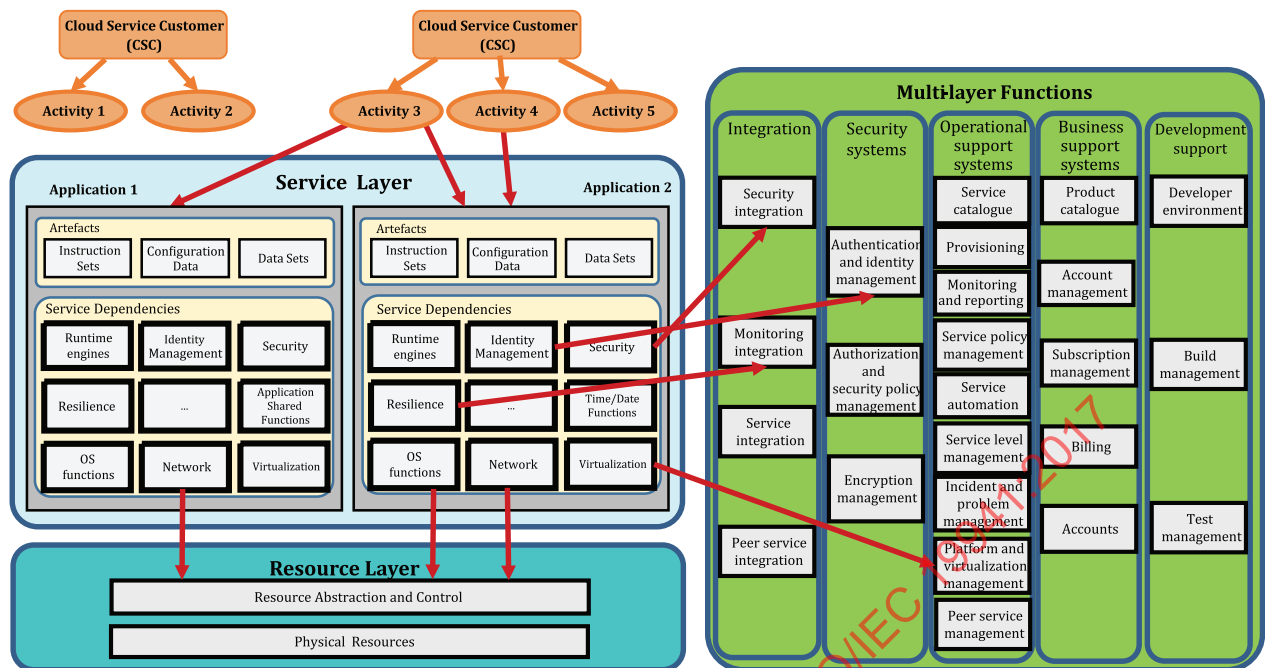 Cloud Service Customer
(CSC)
Cloud Service Customer
(CSC)
Activity 1
Activity 2
Activity 3
Activity 4
Activity 5
Service Layer
Application 1
Application 2
Artefacts
Instruction
Sets
Configuration
Data
Data Sets
Service Dependencies
Runtime
engines
Identity
Management
Security
Resilience
...
Application
Shared
Functions
OS
functions
Network
Virtualization
Artefacts
Instruction
Sets
Configuration
Data
Data Sets
Service Dependencies
Runtime
engines
Identity
Management
Security
Resilience
...
Time/Date
Functions
OS
functions
Network
Virtualization
Resource Layer
Resource Abstraction and Control
Physical Resources
Multi-layer Functions
Integration
Security
integration
Monitoring
integration
Service
integration
Peer service
integration
Security
systems
Authentication
and identity
management
Authorization
and
security policy
management
Encryption
management
Operational
support
systems
Service
catalogue
Provisioning
Monitoring
and reporting
Service policy
management
Service
automation
Service level
management
Incident and
problem
management
Platform and
virtualization
management
Peer service
management
Business
support
systems
Product
catalogue
Account
management
Subscription
management
Billing
Accounts
Development
support
Developer
environment
Build
management
Test
management
/IEC 19941:2017